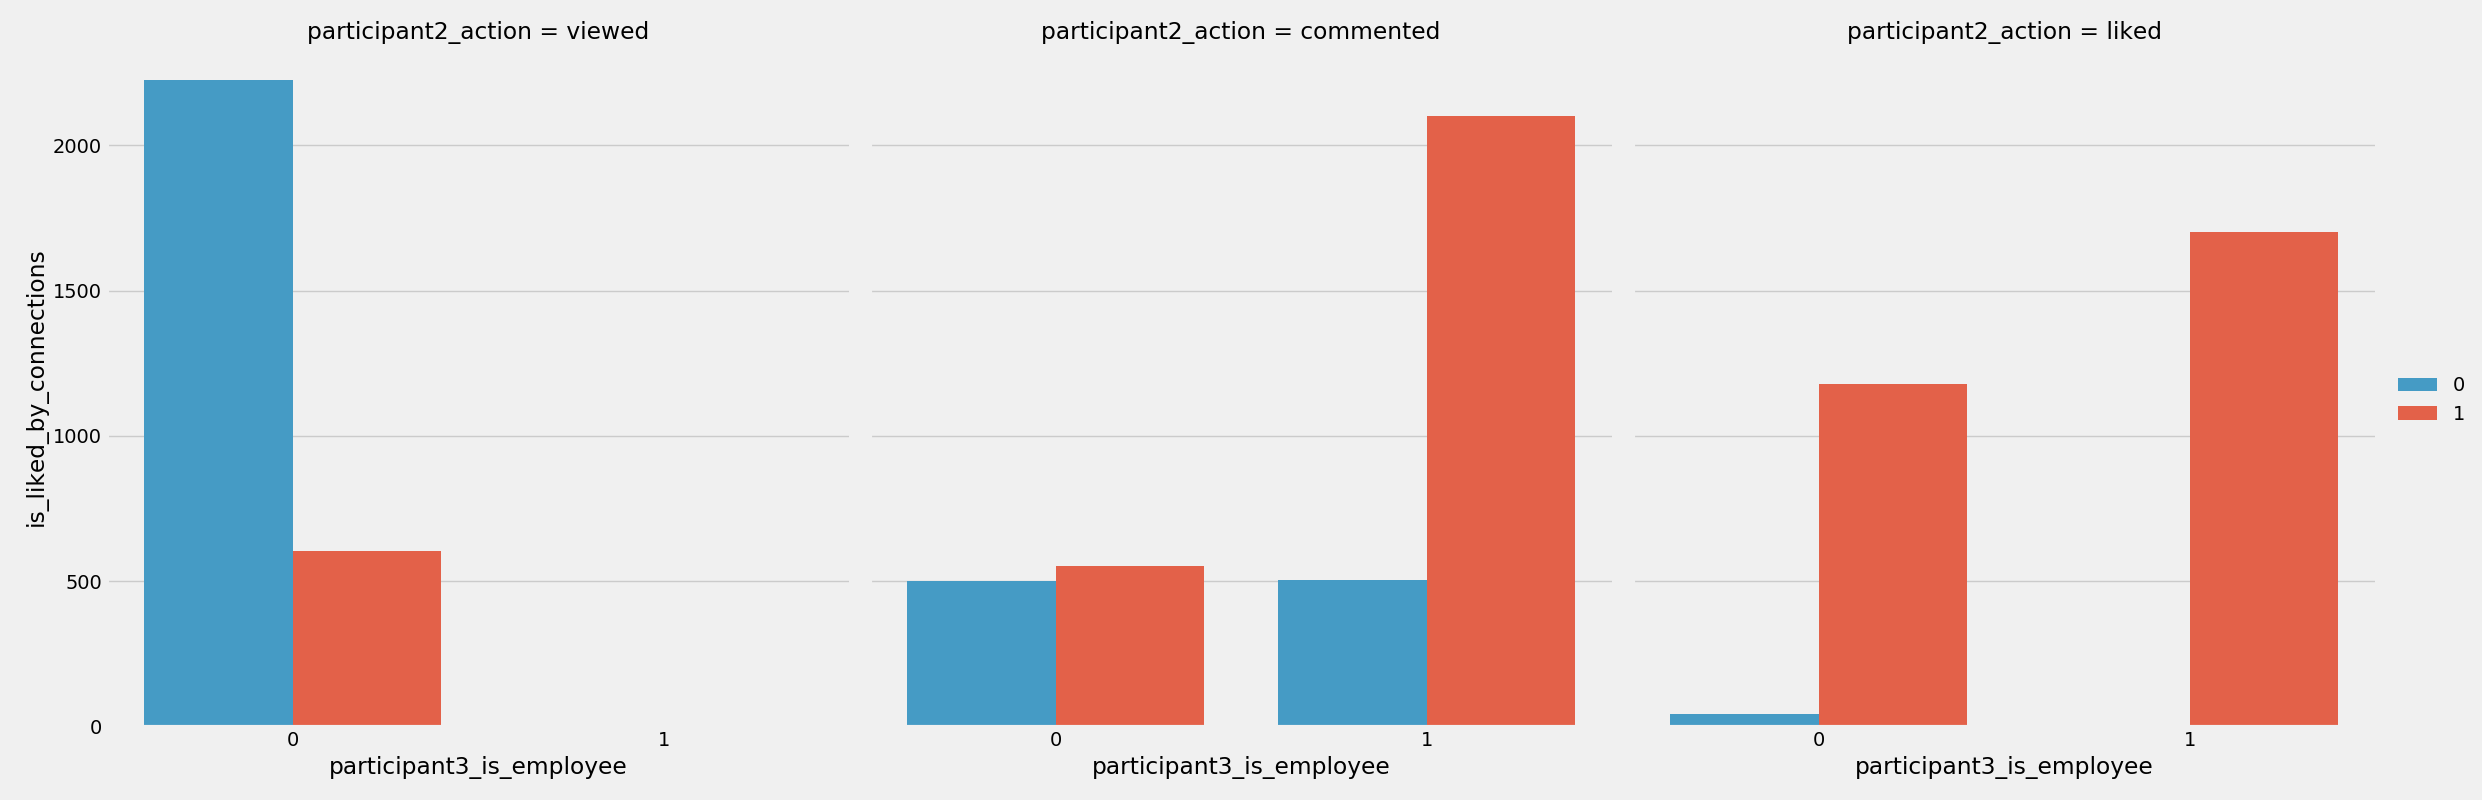 participant2_action = viewed
participant2_action = commented
participant2_action = liked
is_liked_by_connections
2000
1500
1000
500
0
0
1
0
1
0
1
participant3_is_employee
participant3_is_employee
participant3_is_employee
0
1